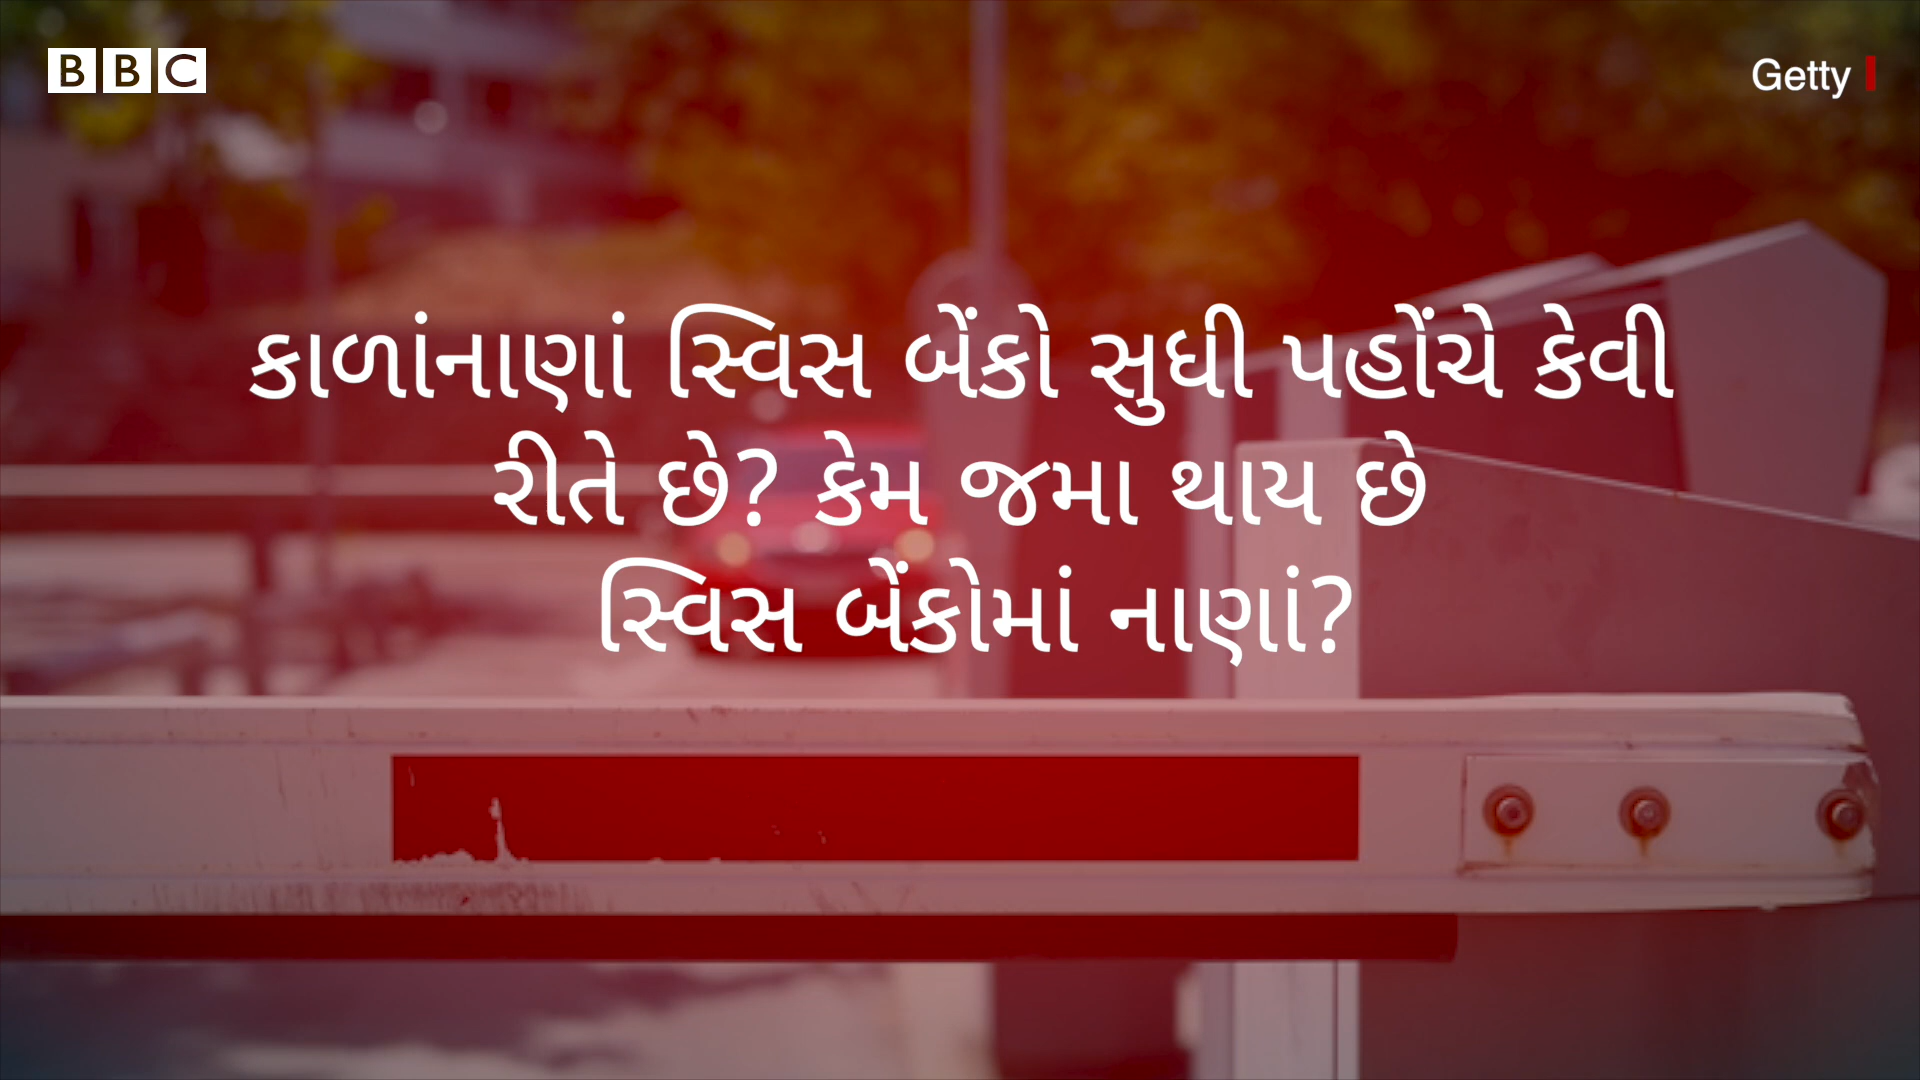 BBC
Getty
કાળાંનાણાં સ્વિસ બેંકો સુધી પહોંચે કેવી
રીતે છે? કેમ જમા થાય છે
સ્વિસ બેંકોમાં નાણાં?